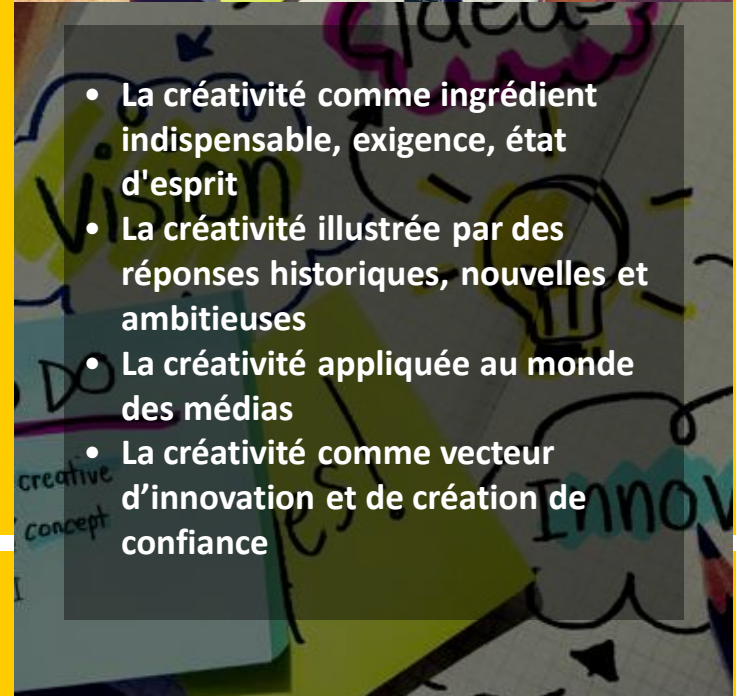 Ideas
• La créativité comme ingrédient
indispensable, exigence, état
d'esprit
Vision
• La créativité illustrée par des
réponses historiques, nouvelles et
ambitieuses
• La créativité appliquée au monde
DO
des médias
• La créativité comme vecteur
creative
d’innovation et de création de
Innov
concept
confiance